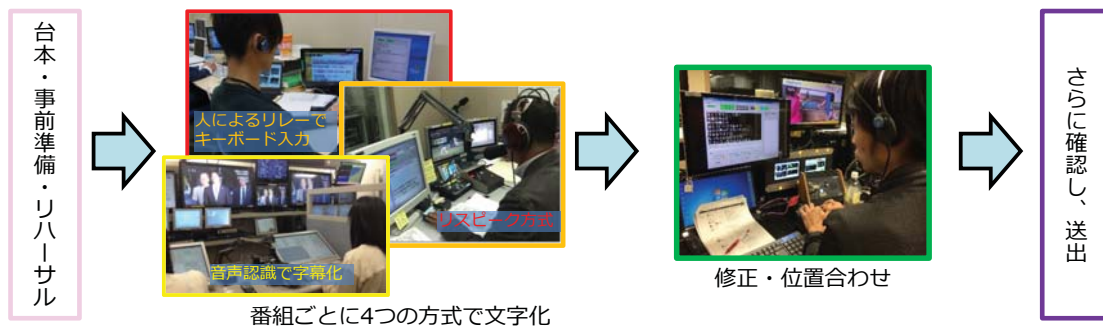 台本・事前準備・リハーサル
人によるリレーで
キーボード入力
リスピーク方式
音声認識で字幕化
番組ごとに4つの方式で文字化
修正・位置合わせ
さらに確認し、送出